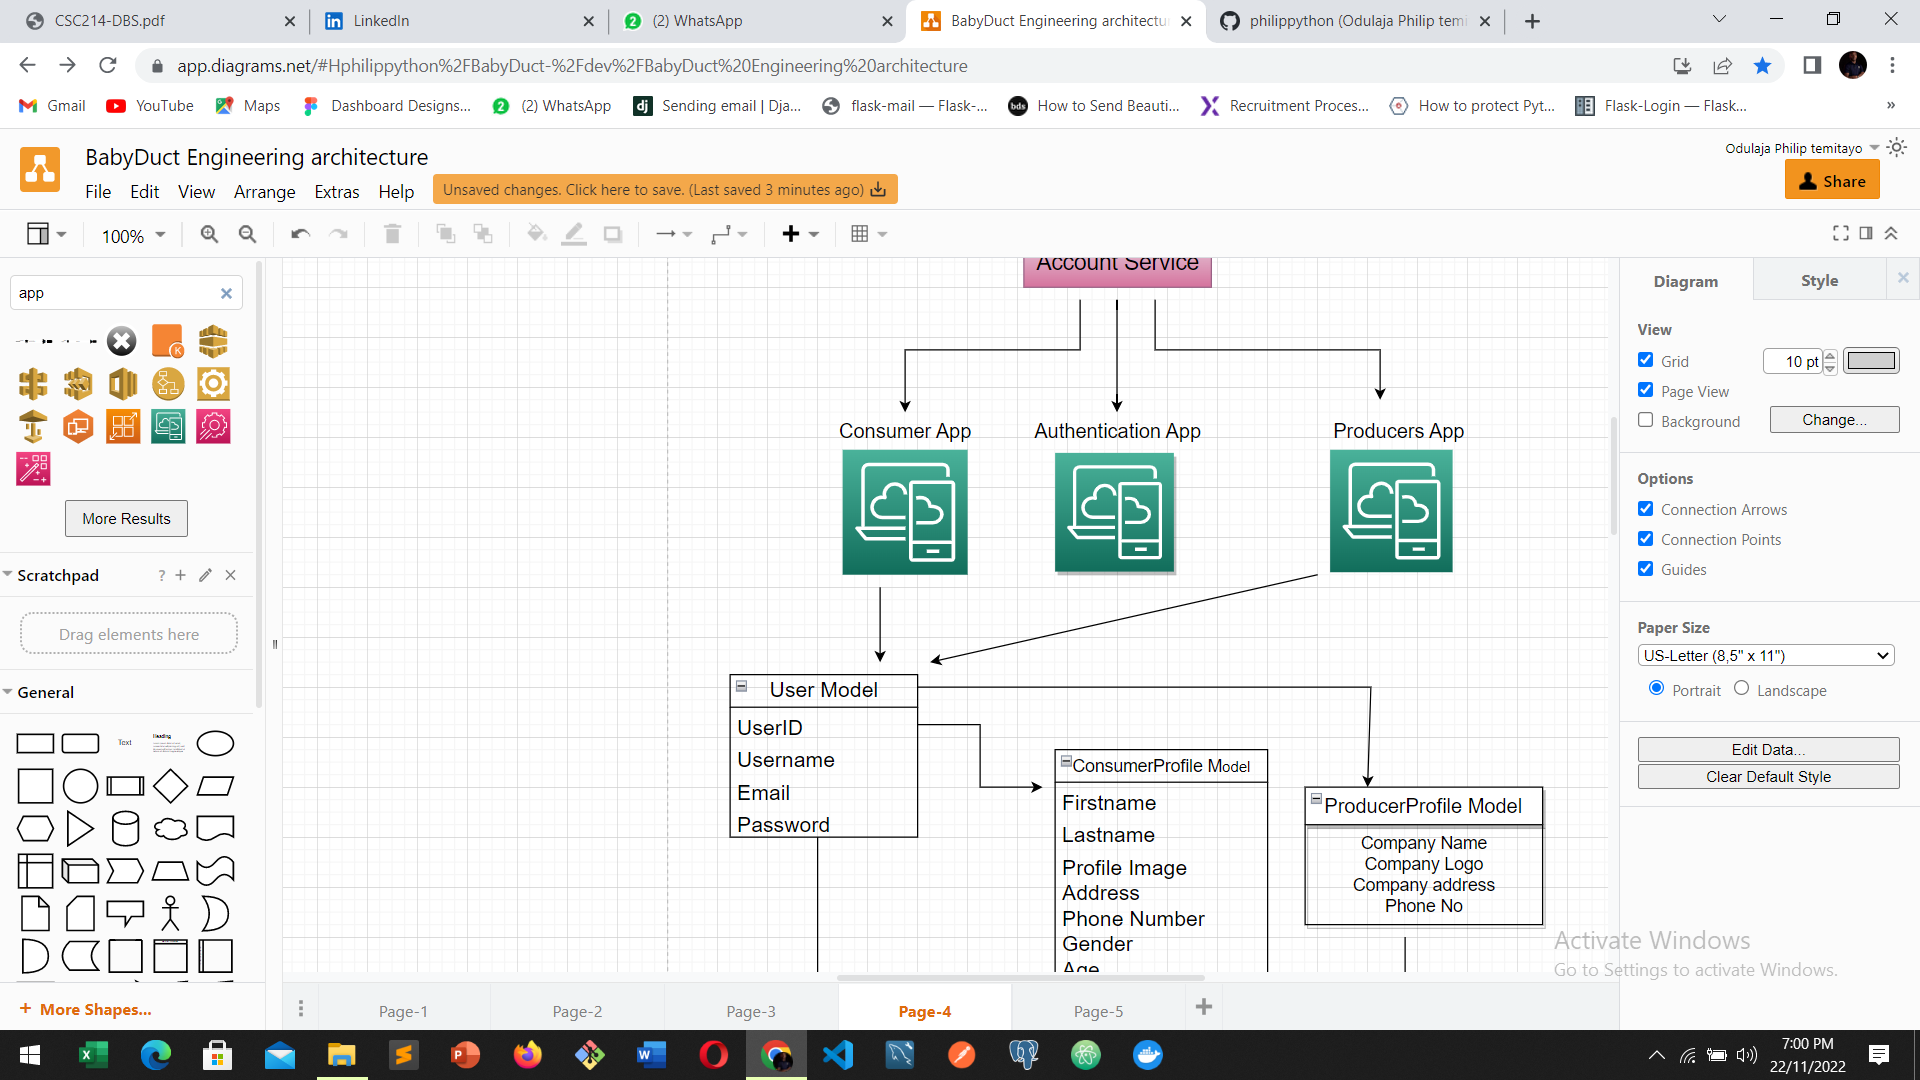 CSC214-DBS.pdf
LinkedIn
(2) WhatsApp
BabyDuct Engineering architectu
philippython (Odulaja Philip temi
app.diagrams.net/#Hphilippython%2FBabyDuct-%2Fdev%2FBabyDuct%20Engineering%20architecture
Gmail
YouTube
Maps
Dashboard Designs...
(2) WhatsApp
Sending email | Dja...
flask-mail — Flask-...
How to Send Beauti...
Recruitment Proces...
How to protect Pyt...
Flask-Login — Flask...
BabyDuct Engineering architecture
Odulaja Philip temitayo
File Edit View Arrange Extras Help
Unsaved changes. Click here to save. (Last saved 3 minutes ago)
Share
100%
app
More Results
Scratchpad
Drag elements here
General
Text
Heading
+ More Shapes...
Account Service
Consumer App
Authentication App
Producers App
User Model
UserID
Username
Email
Password
ConsumerProfile Model
Firstname
Lastname
Profile Image
Address
Phone Number
Gender
Age
ProducerProfile Model
Company Name
Company Logo
Company address
Phone No
Diagram
Style
View
Grid
10 pt
Page View
Background
Change...
Options
Connection Arrows
Connection Points
Guides
Paper Size
US-Letter (8,5" x 11")
Portrait
Landscape
Edit Data...
Clear Default Style
Activate Windows
Go to Settings to activate Windows.
Page-1
Page-2
Page-3
Page-4
Page-5
7:00 PM
22/11/2022